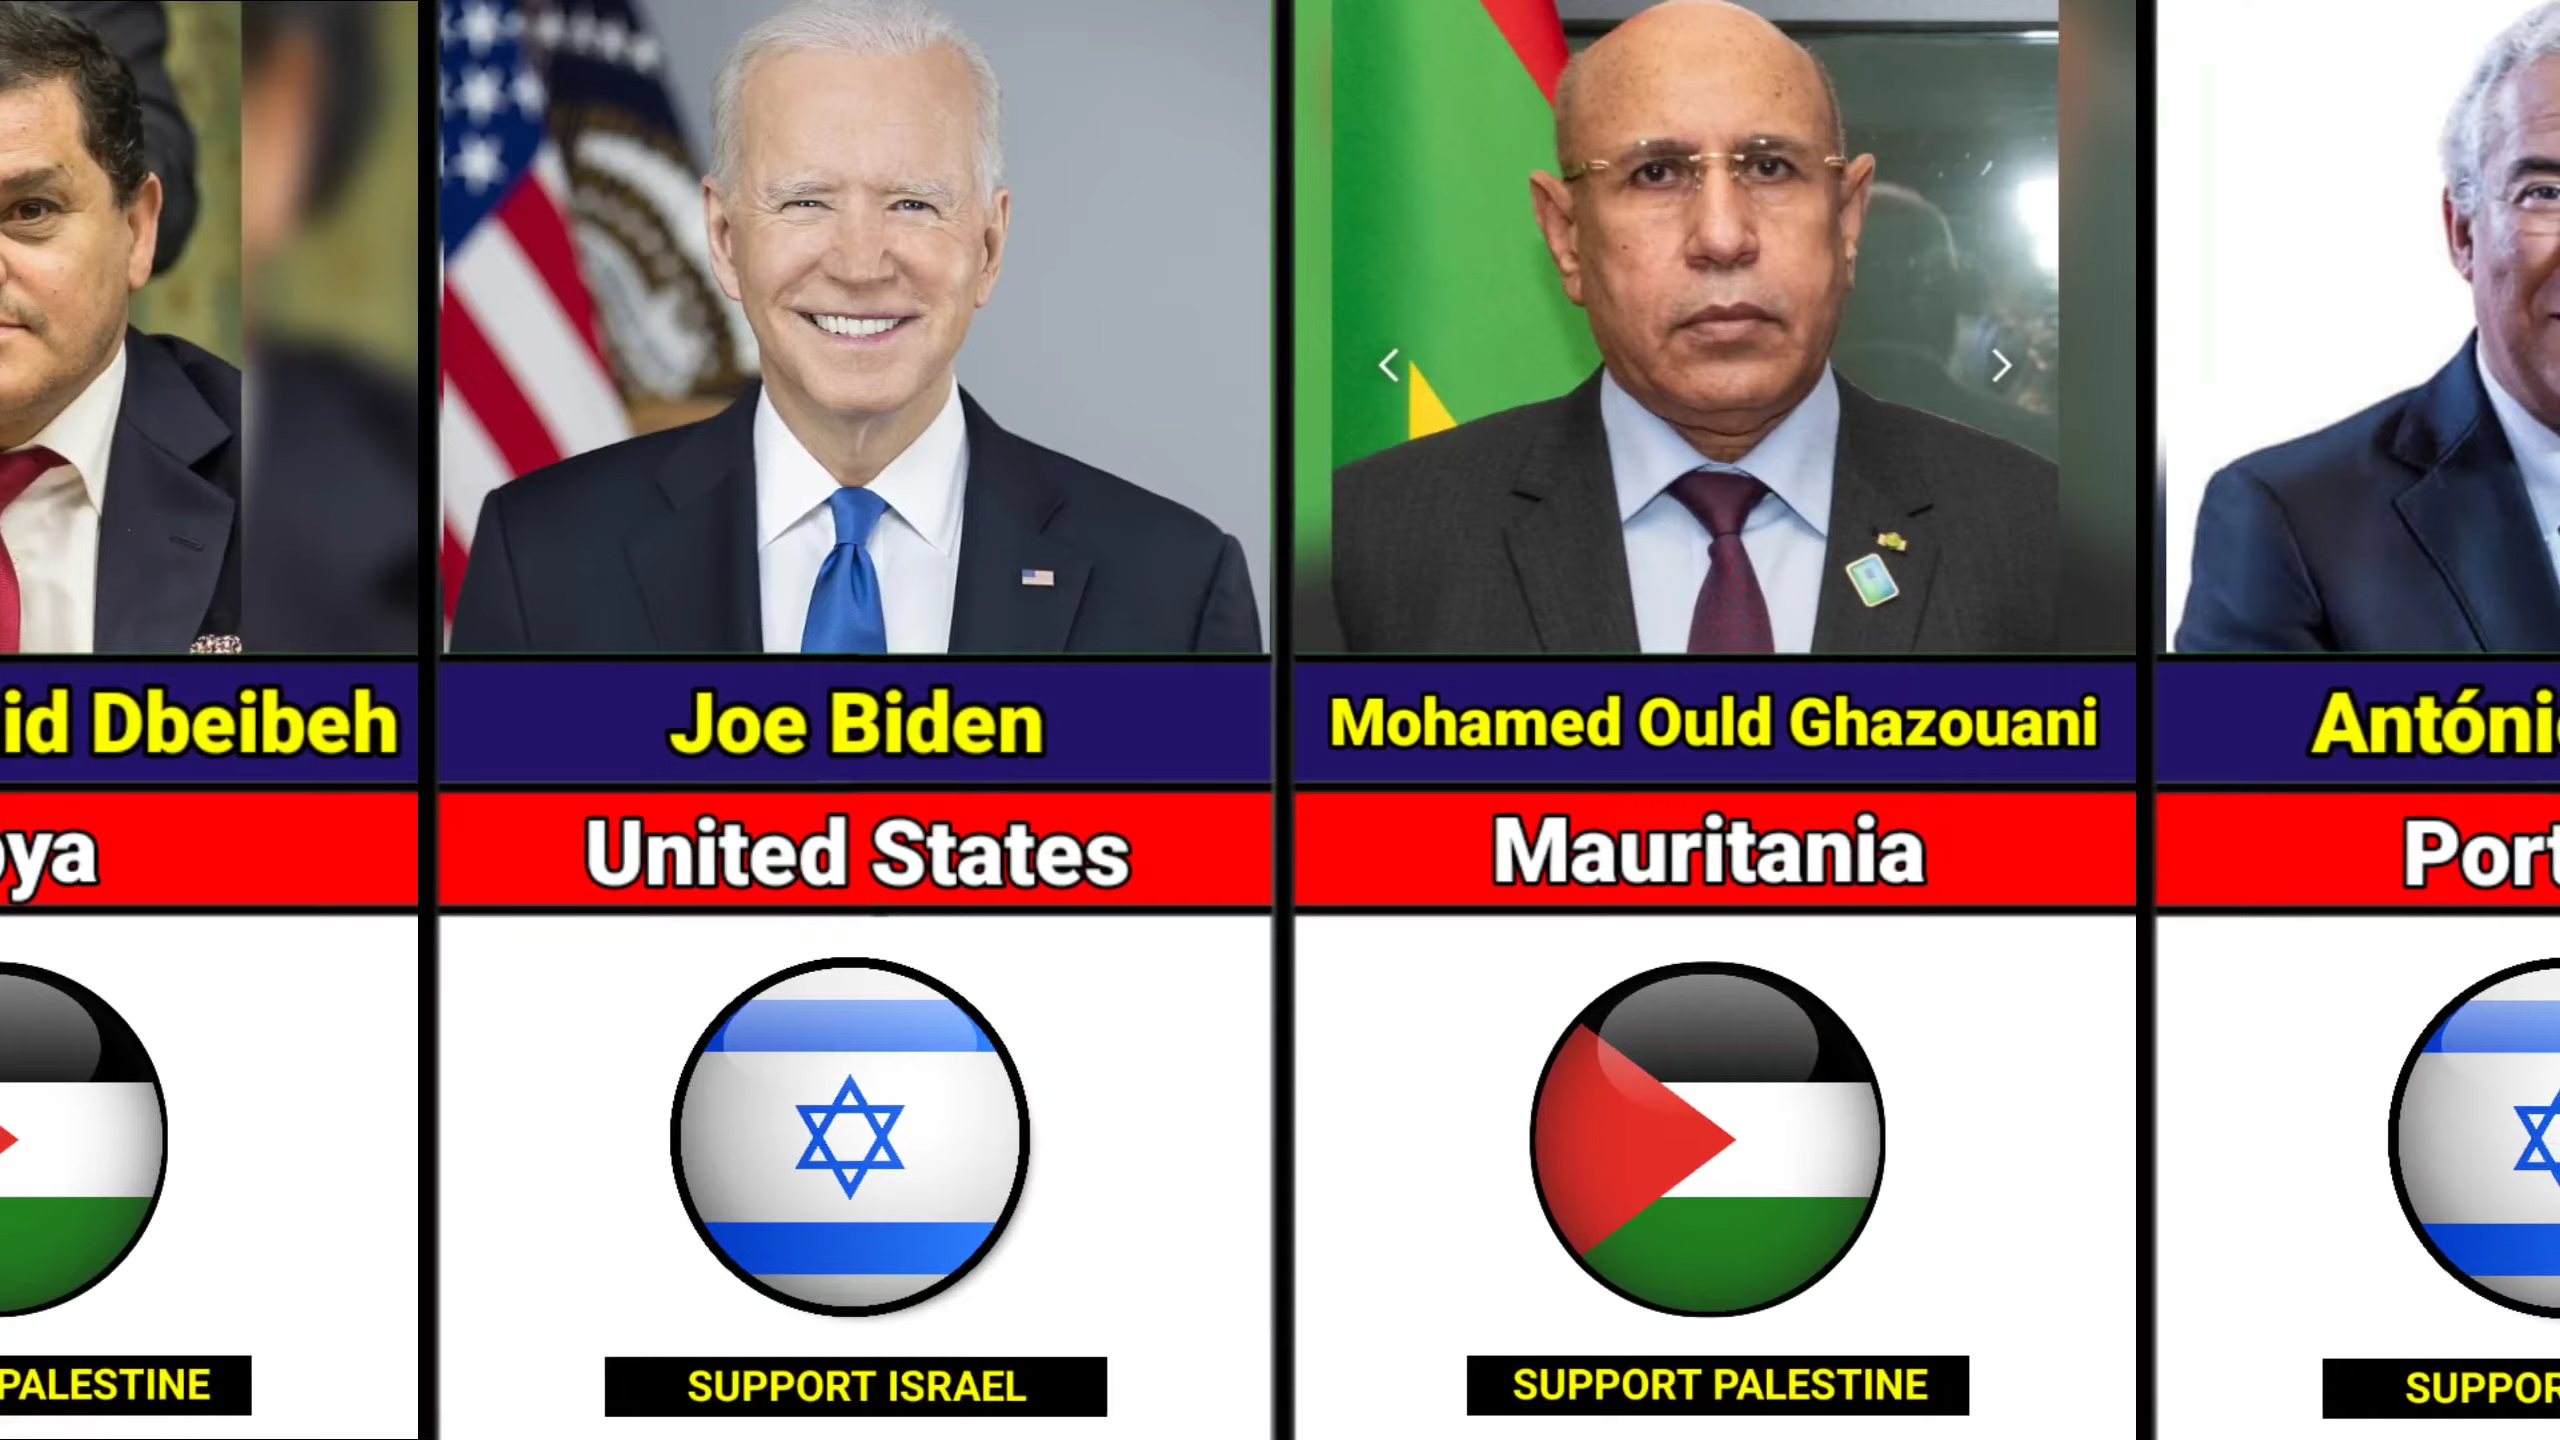 id Dbeibeh
ya
PALESTINE
Joe Biden
United States
SUPPORT ISRAEL
Mohamed Ould Ghazouani
Mauritania
SUPPORT PALESTINE
Antóni
Port
SUPPOR